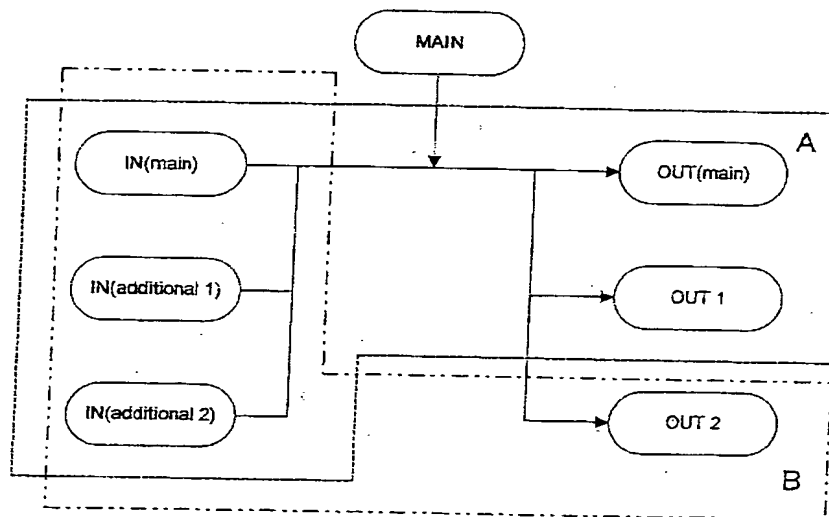 MAIN
A
IN(main)
OUT(main)
IN(additional 1)
OUT 1
IN(additional 2)
OUT 2
B